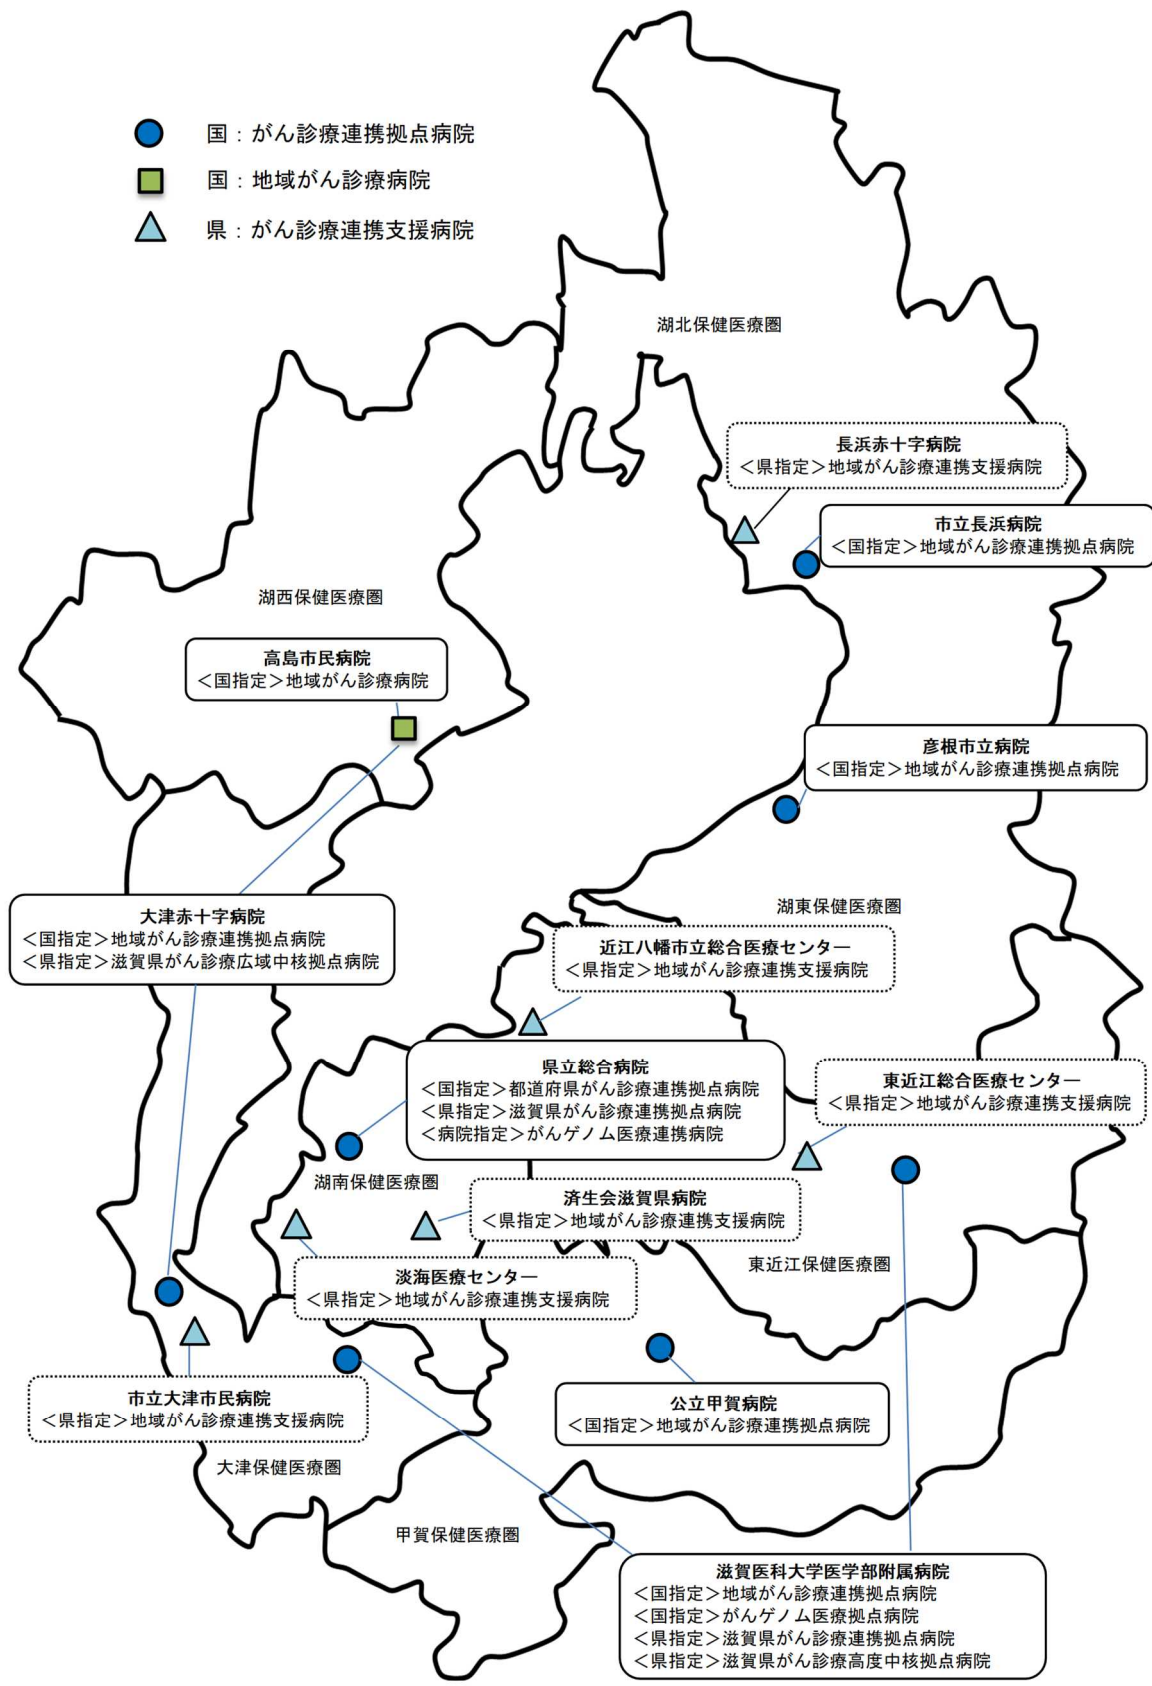 国：がん診療連携拠点病院
国：地域がん診療病院
県：がん診療連携支援病院
湖北保健医療圏
長浜赤十字病院
＜県指定＞地域がん診療連携支援病院
市立長浜病院
＜国指定＞地域がん診療連携拠点病院
湖西保健医療圏
高島市民病院
＜国指定＞地域がん診療病院
彦根市立病院
＜国指定＞地域がん診療連携拠点病院
大津赤十字病院
＜国指定＞地域がん診療連携拠点病院
＜県指定＞滋賀県がん診療広域中核拠点病院
湖東保健医療圏
近江八幡市立総合医療センター
＜県指定＞地域がん診療連携支援病院
県立総合病院
＜国指定＞都道府県がん診療連携拠点病院
＜県指定＞滋賀県がん診療連携拠点病院
＜病院指定＞がんゲノム医療連携病院
東近江総合医療センター
＜県指定＞地域がん診療連携支援病院
湖南保健医療圏
済生会滋賀県病院
＜県指定＞地域がん診療連携支援病院
東近江保健医療圏
淡海医療センター
＜県指定＞地域がん診療連携支援病院
市立大津市民病院
＜県指定＞地域がん診療連携支援病院
公立甲賀病院
＜国指定＞地域がん診療連携拠点病院
大津保健医療圏
甲賀保健医療圏
滋賀医科大学医学部附属病院
＜国指定＞地域がん診療連携拠点病院
＜国指定＞がんゲノム医療拠点病院
＜県指定＞滋賀県がん診療連携拠点病院
＜県指定＞滋賀県がん診療高度中核拠点病院